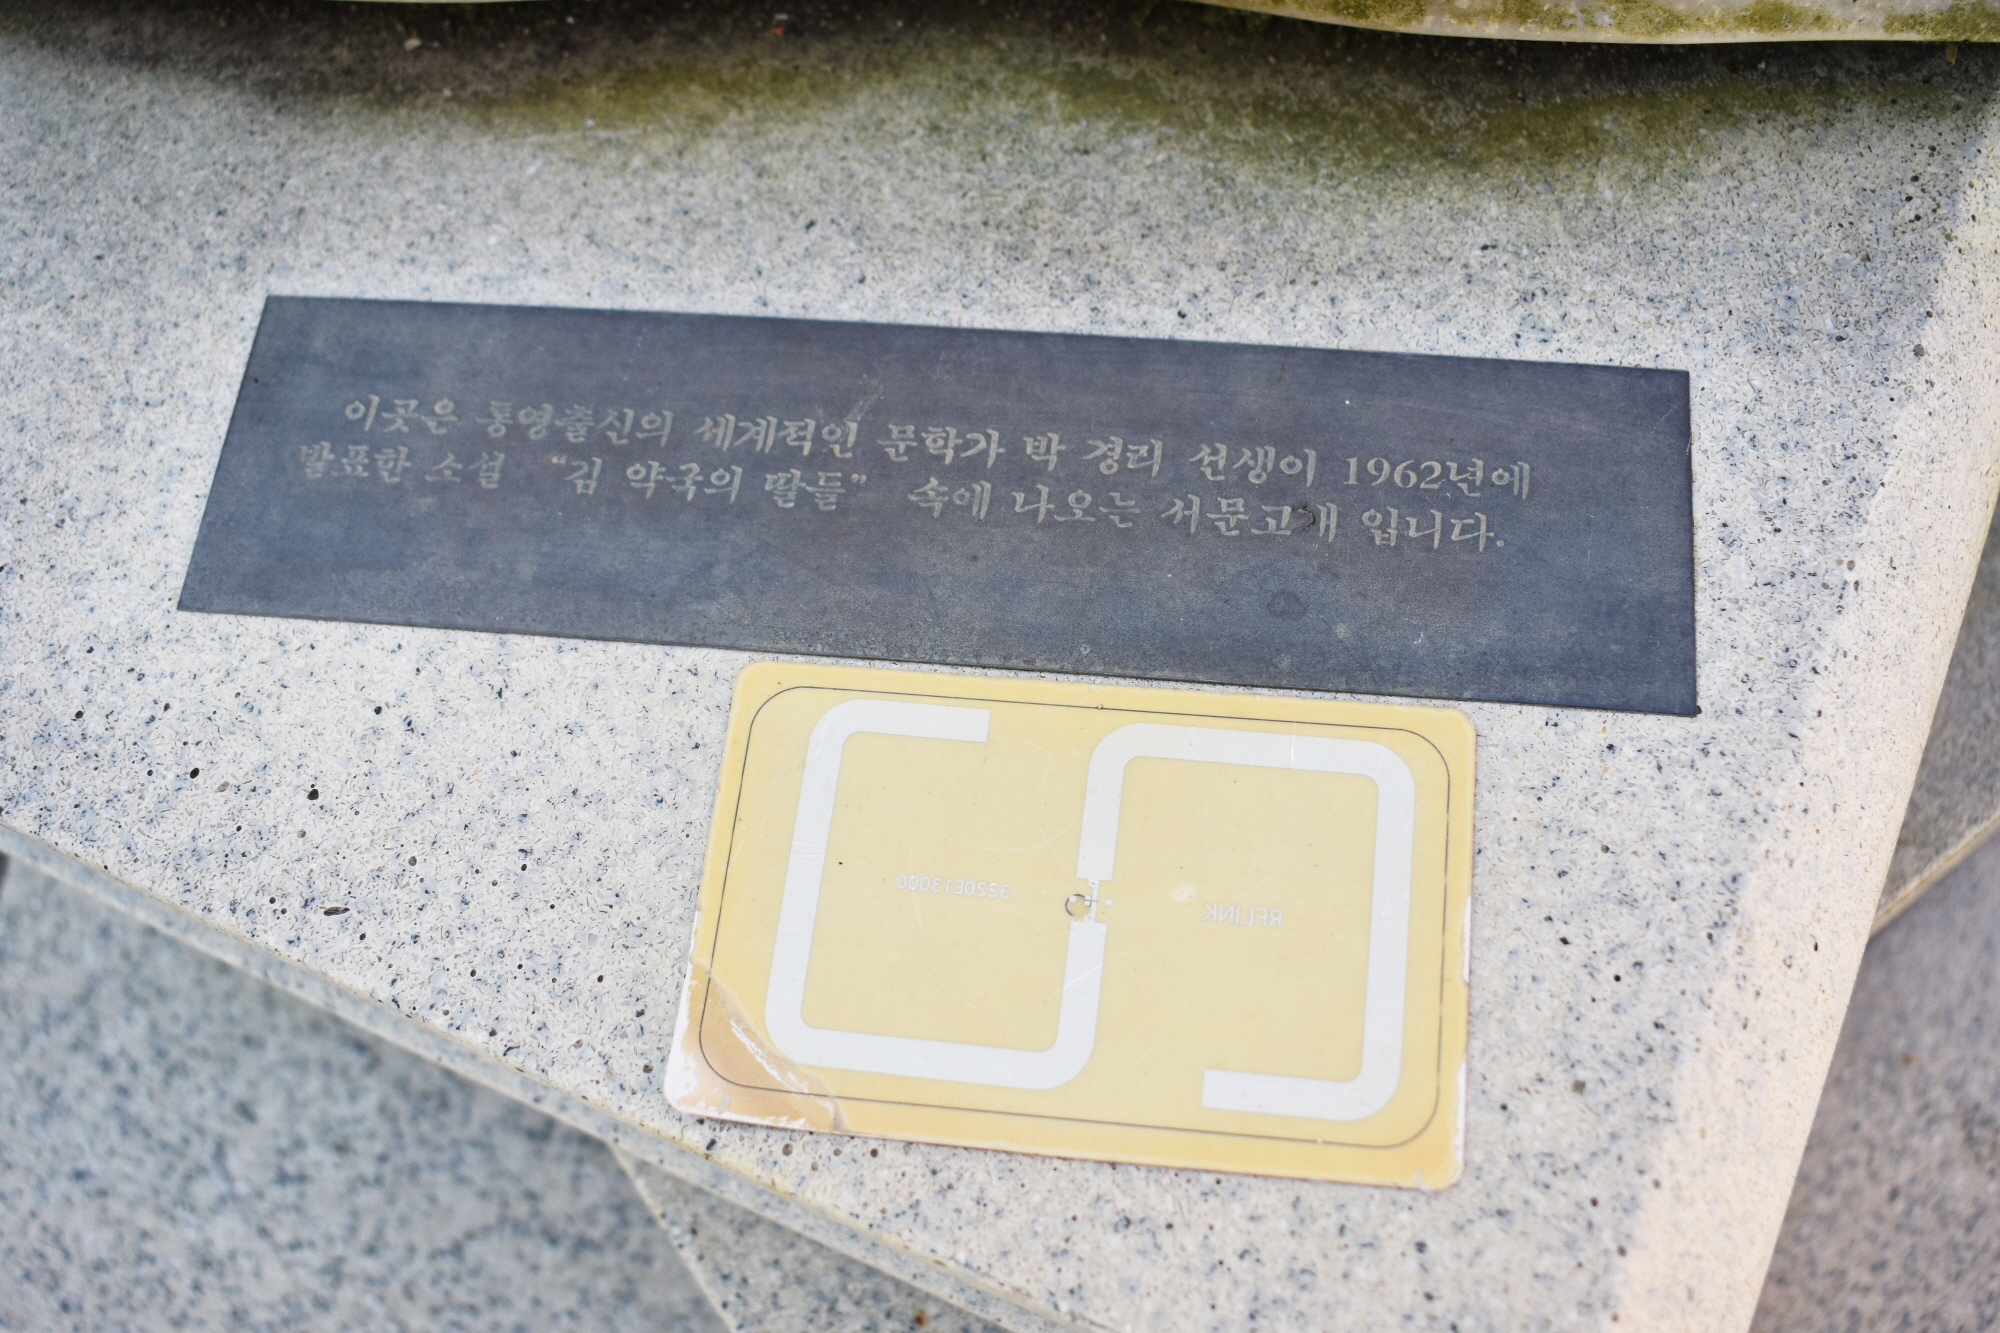 이곳은 통영출신의 세계적인 문학가 박 경리 선생이 1962년에
발표한 소설 “김 약국의 딸들” 속에 나오는 서문고개 입니다.
3220E13000
RFLINK